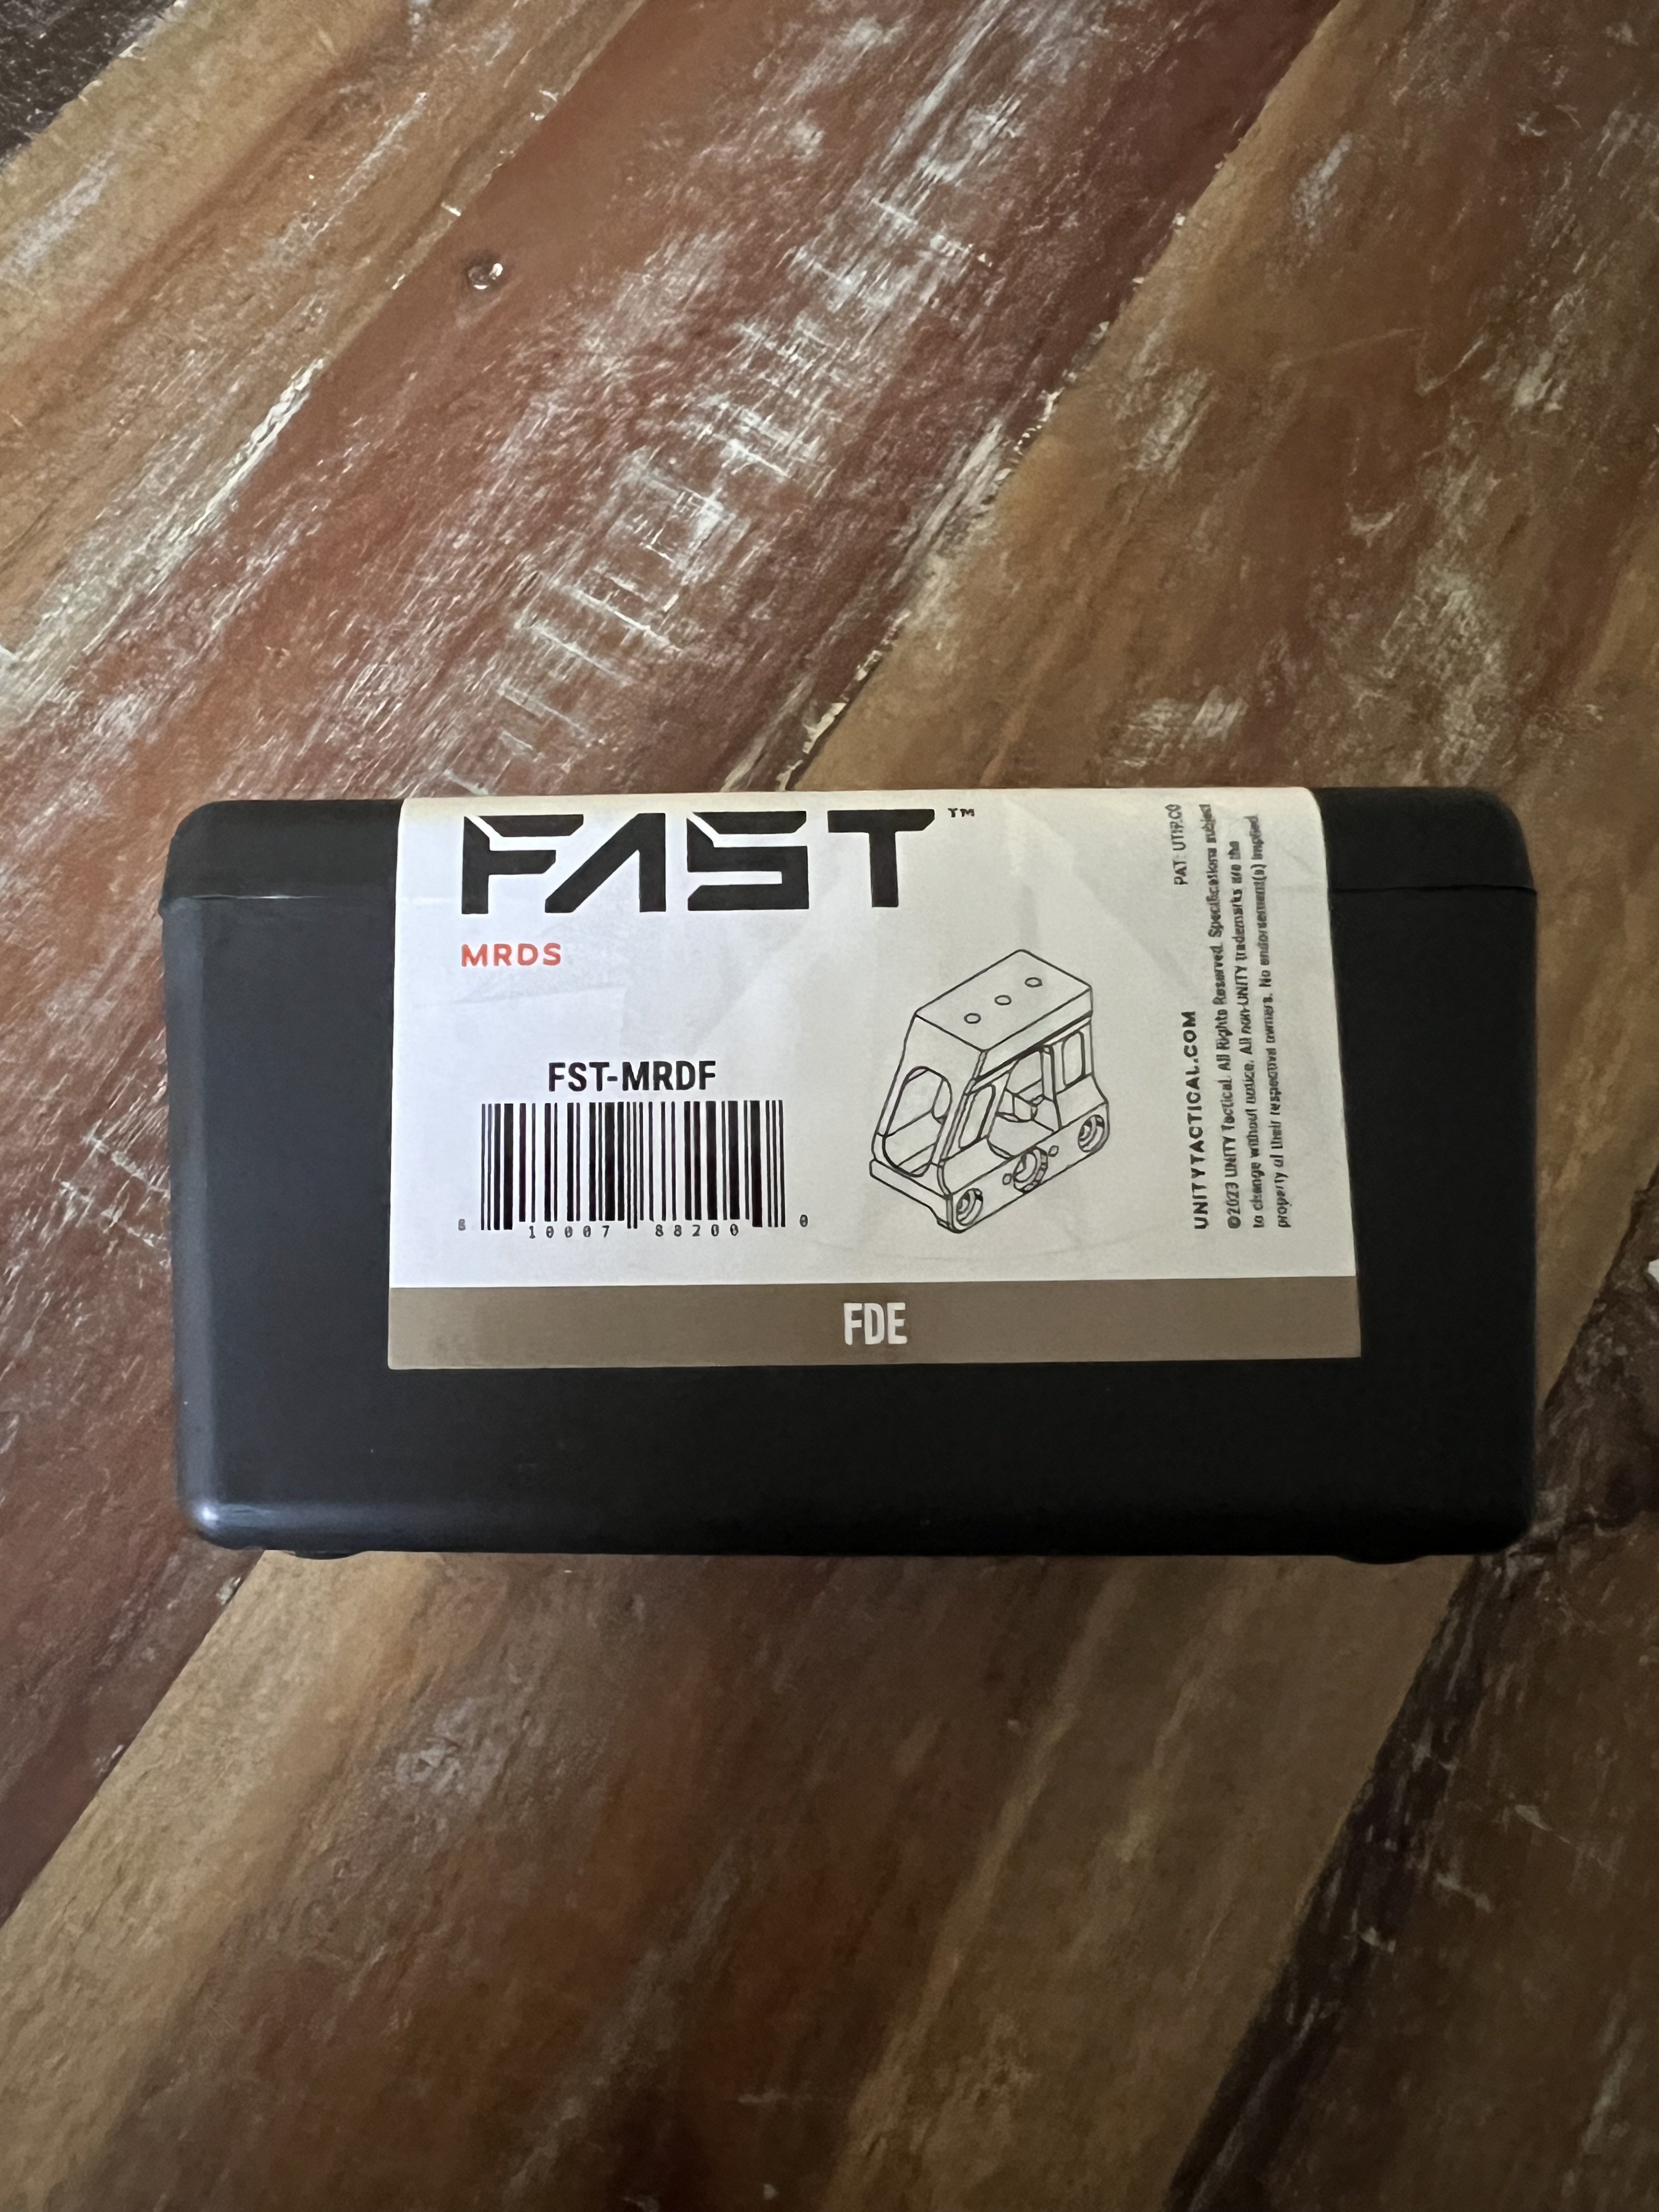 FAST™
MRDS
FST-MRDF
8 10007 88200 0
FDE
PAT: UTIP.CO
UNITYTACTICAL.COM
©2023 UNITY Tactical. All Rights Reserved. Specifications subject
to change without notice. All non-UNITY trademarks are the
property of their respective owners. No endorsement(s) implied.